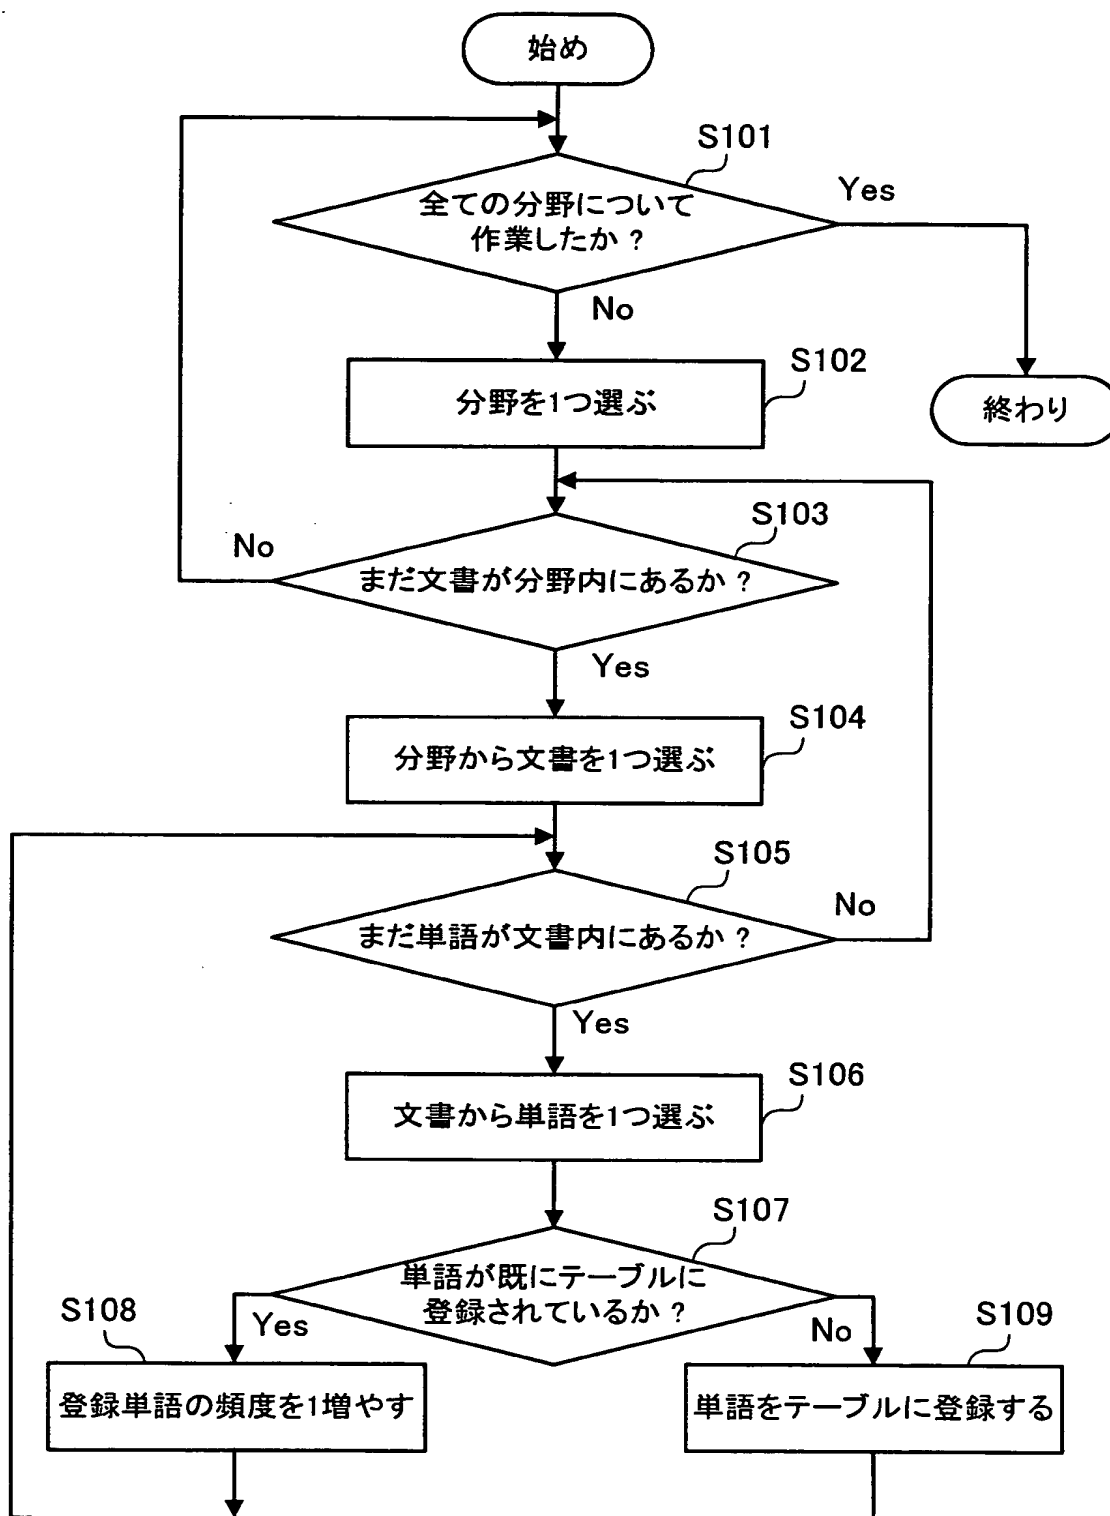 始め
S101
全ての分野について
作業したか?
Yes
No
S102
分野を1つ選ぶ
終わり
S103
No
まだ文書が分野内にあるか?
Yes
S104
分野から文書を1つ選ぶ
S105
No
まだ単語が文書内にあるか?
Yes
S106
文書から単語を1つ選ぶ
S107
単語が既にテーブルに
登録されているか?
S108
Yes
No
S109
登録単語の頻度を1増やす
単語をテーブルに登録する